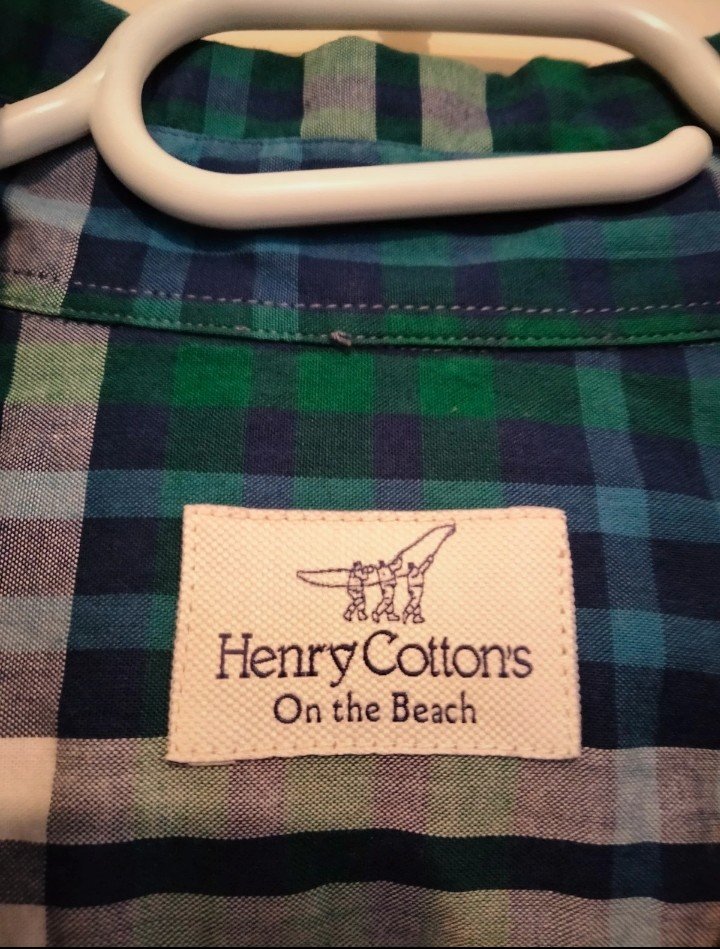 Henry Cotton's
On the Beach